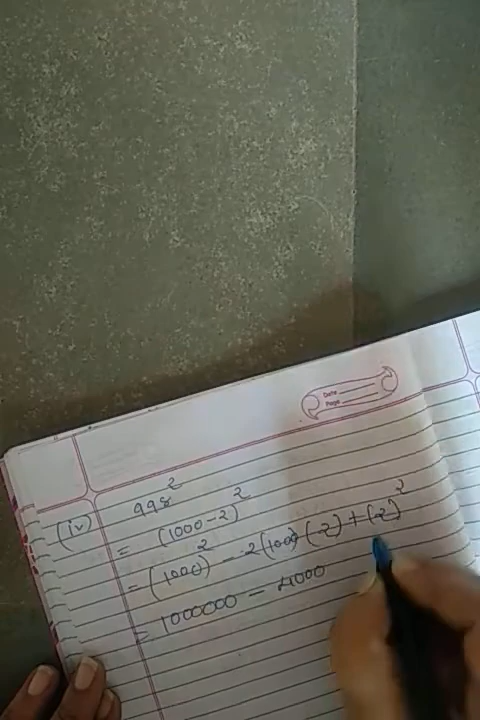 Date
Page
(iv) 998²
= (1000-2)²
= (1000)² - 2(1000)(-2)+(2)²
= 1000000 - 4000